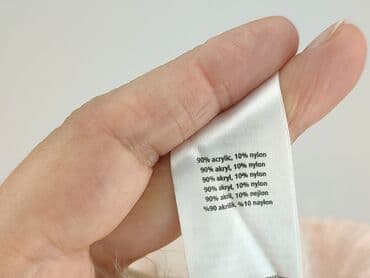 90% acrylic, 10% nylon
90% akryl, 10% nylon
90% akryl, 10% nylon
90% akryl, 10% nylon
90% akril, 10% nejlon
%90 akrilik, %10 naylon